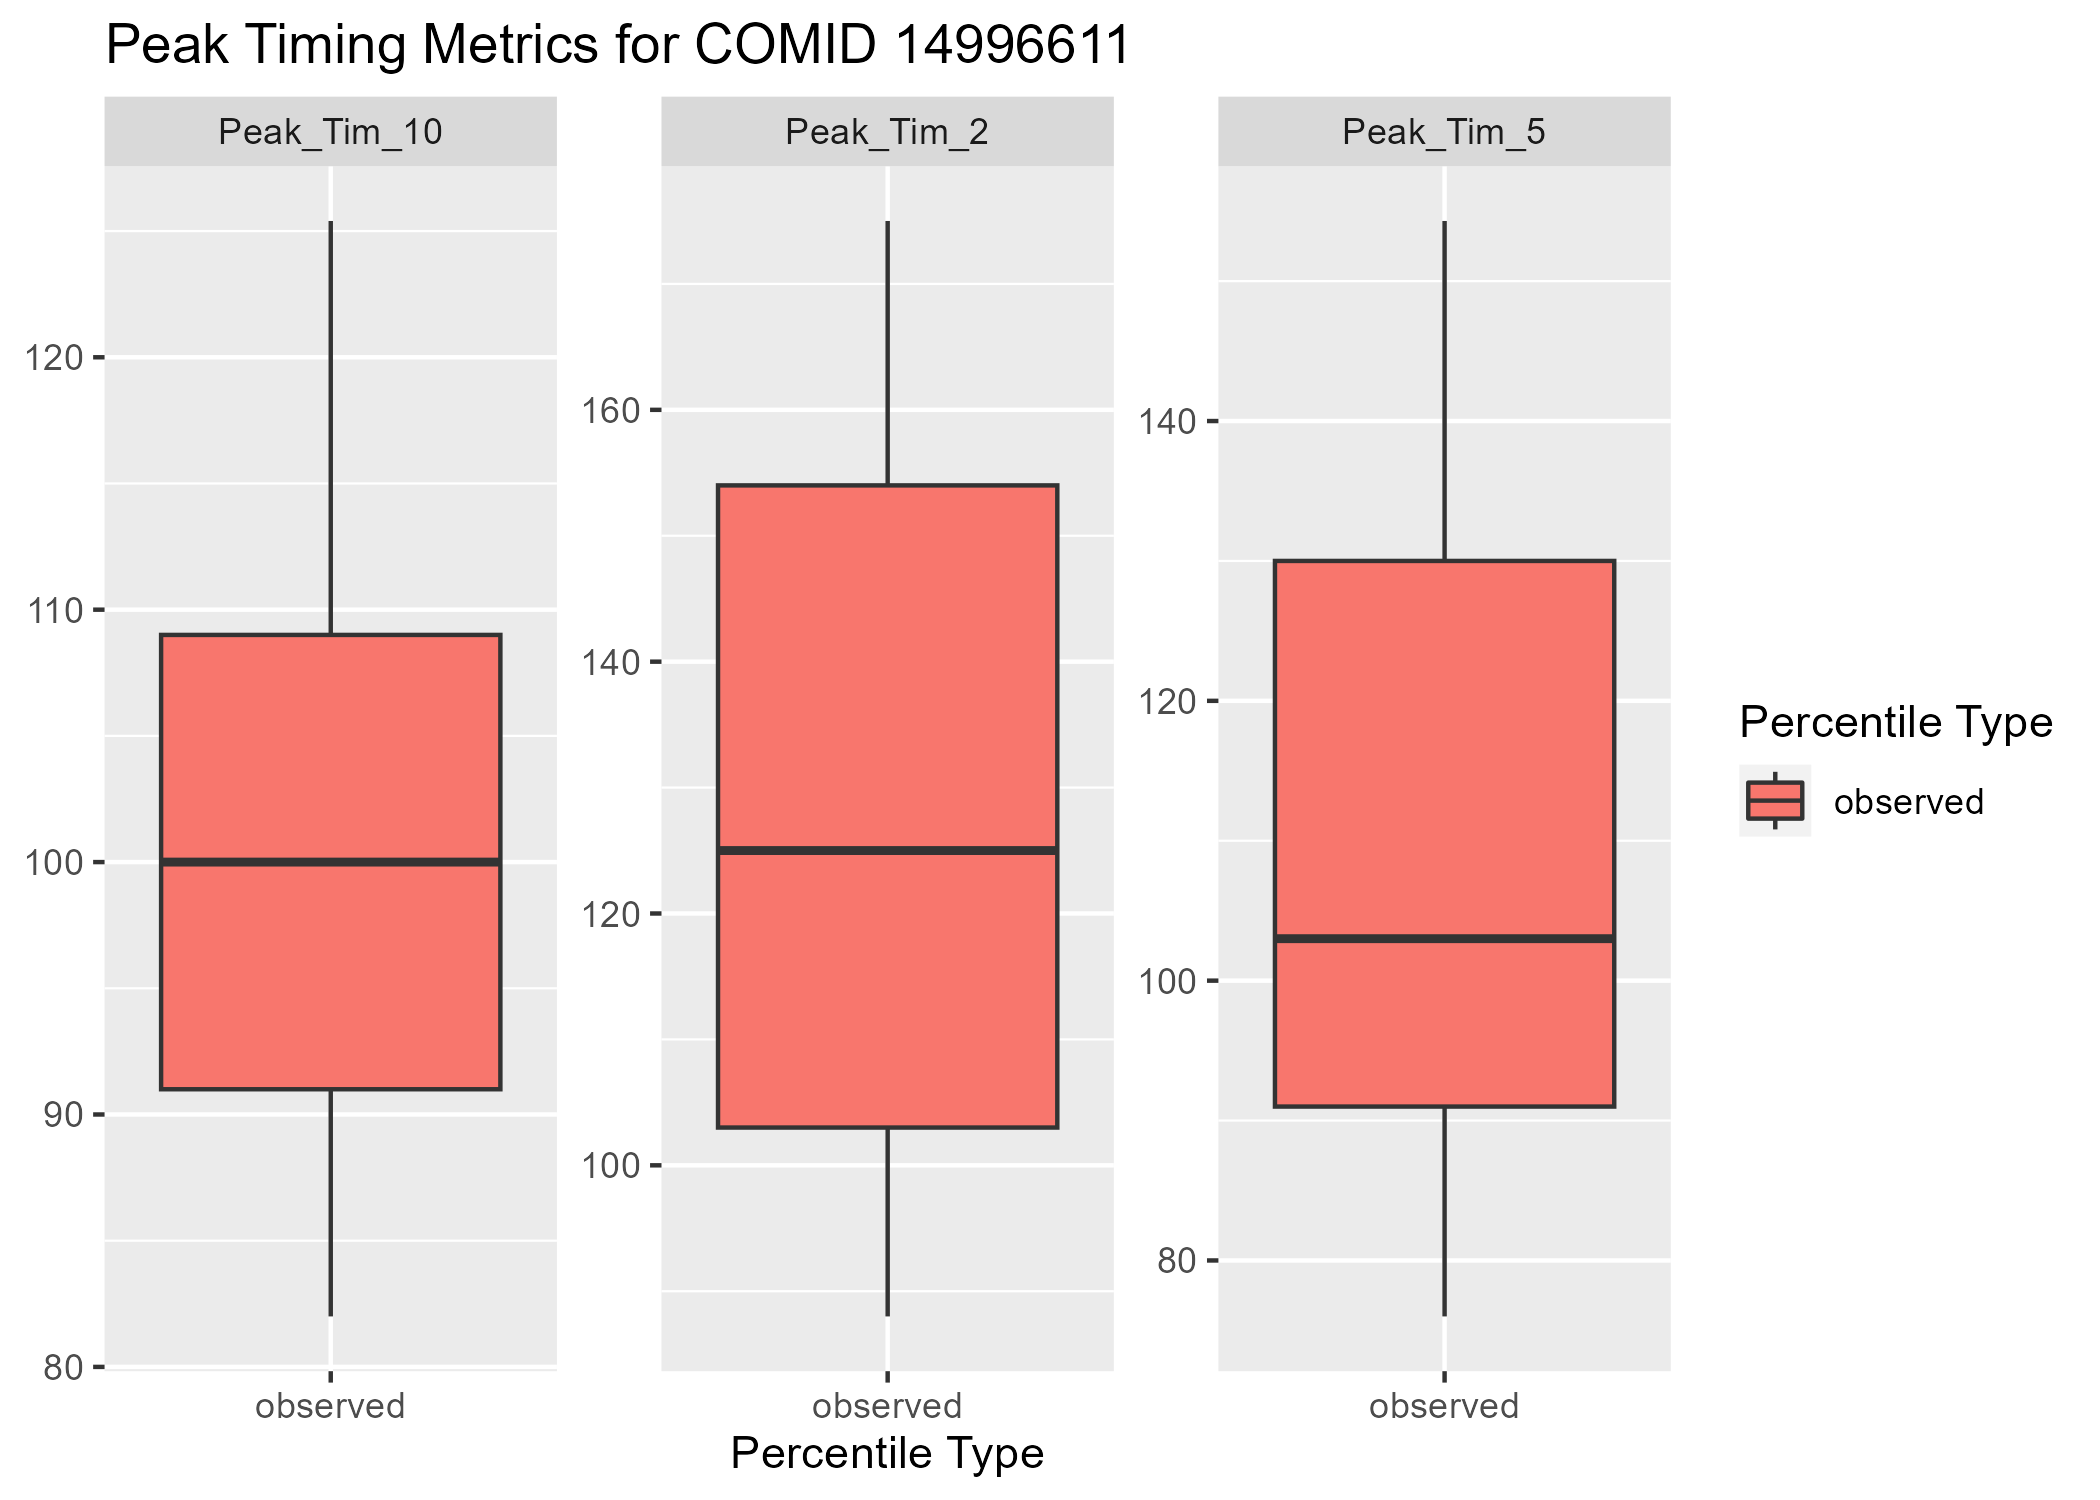 Peak Timing Metrics for COMID 14996611
Peak_Tim_10
Peak_Tim_2
Peak_Tim_5
120
110
100
90
80
160
140
120
100
140
120
100
80
observed
observed
observed
Percentile Type
Percentile Type
observed